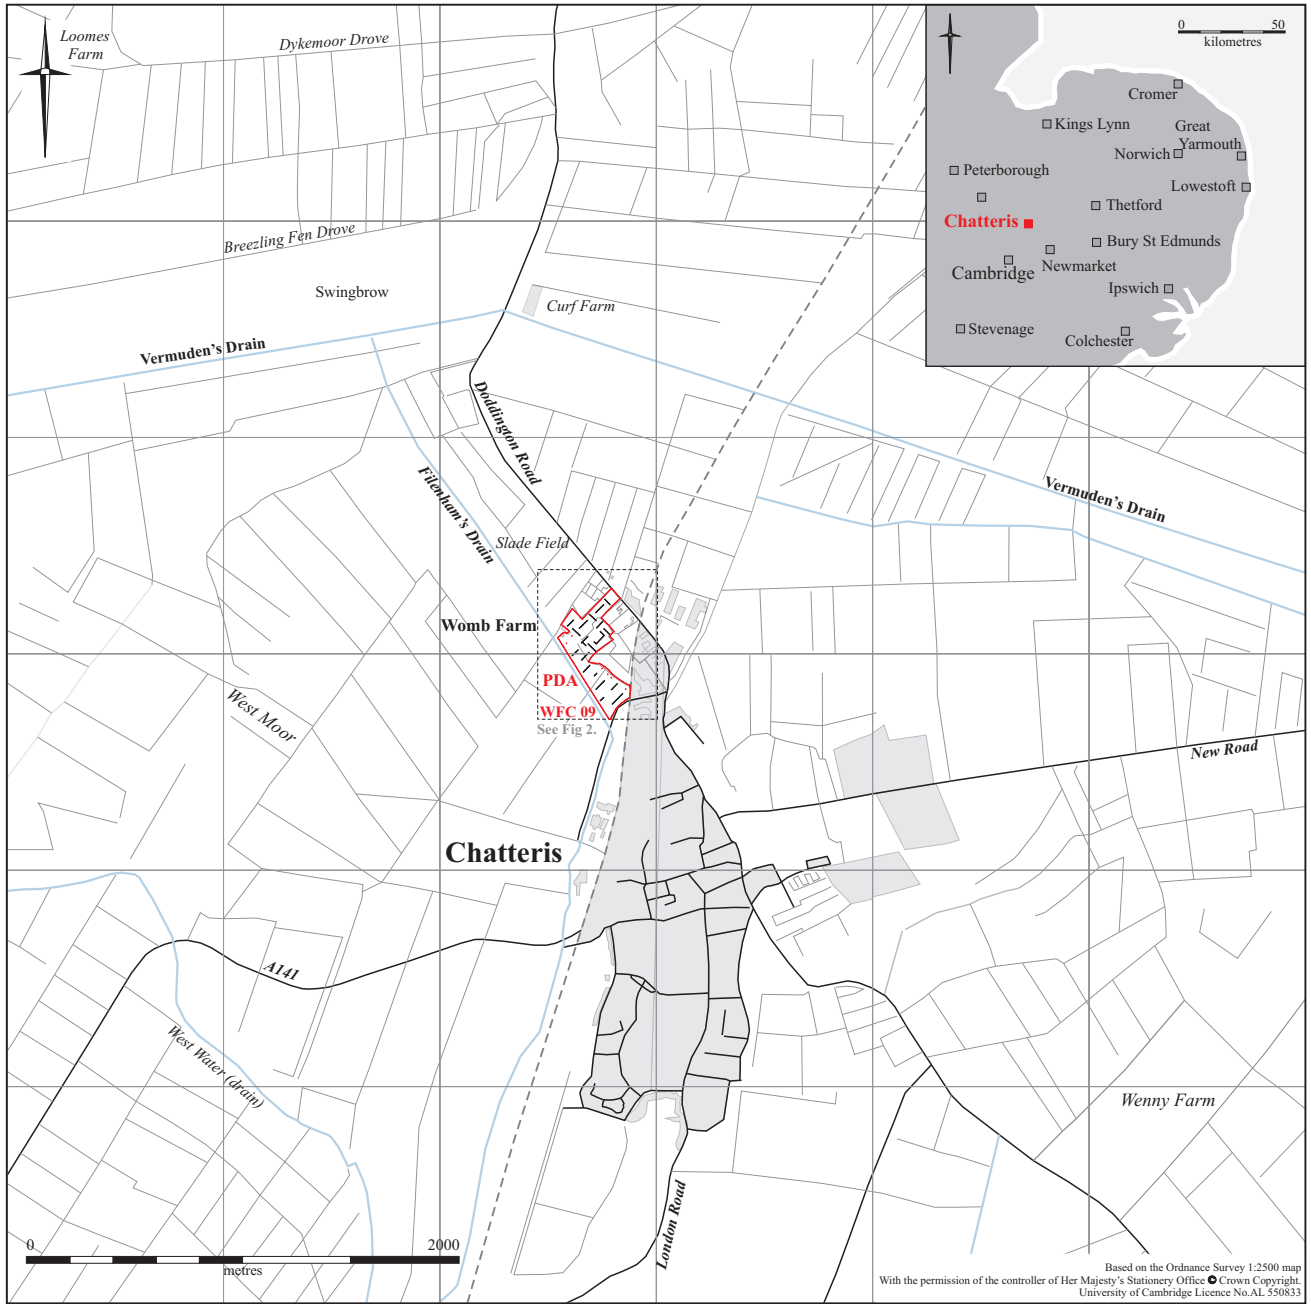 Loomes
Farm
Dykemoor Drove
0 50
kilometres
Cromer
Kings Lynn
Great
Yarmouth
Norwich
Peterborough
Lowestoft
Thetford
Chatteris
Bury St Edmunds
Newmarket
Cambridge
Ipswich
Stevenage
Colchester
Breezling Fen Drove
Swingbrow
Curf Farm
Vermuden's Drain
Doddington Road
Filenham's Drain
Vermuden's Drain
Slade Field
Womb Farm
PDA
WFC 09
See Fig 2.
West Moor
New Road
Chatteris
A141
West Water (drain)
Wenny Farm
London Road
0 2000
metres
Based on the Ordnance Survey 1:2500 map
With the permission of the controller of Her Majesty's Stationery Office © Crown Copyright.
University of Cambridge Licence No.AL 550833